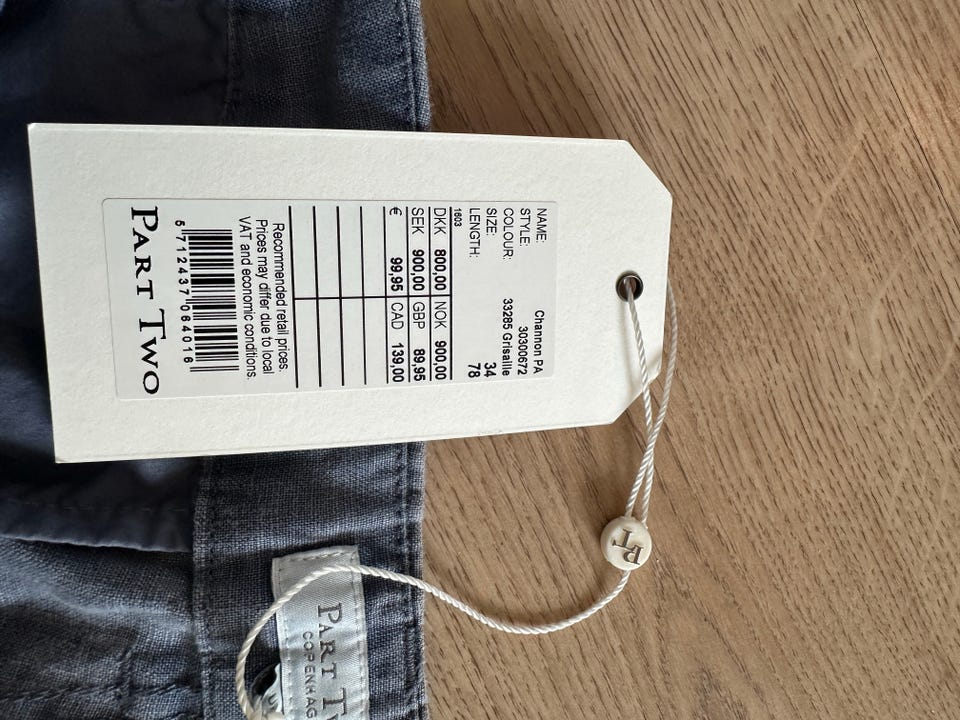 NAME: Channon PA
STYLE: 30300672
COLOUR: 33285 Grisaille
SIZE: 34
LENGTH: 78
1603
DKK 800,00 NOK 900,00
SEK 900,00 GBP 89,95
€ 99,95 CAD 139,00
Recommended retail prices.
Prices may differ due to local
VAT and economic conditions.
5 712437 064016
PART TWO
PT
PART T
COPENHAG